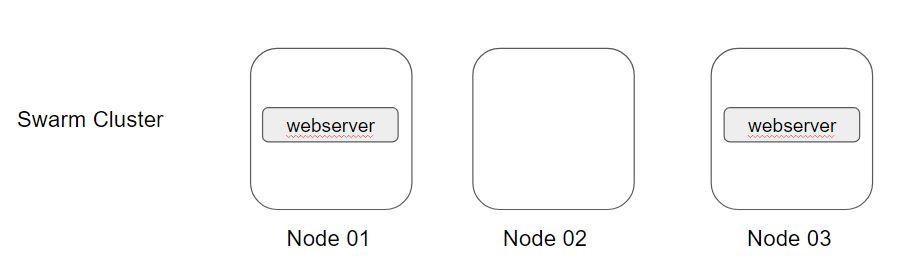 Swarm Cluster
webserver
webserver
Node 01
Node 02
Node 03